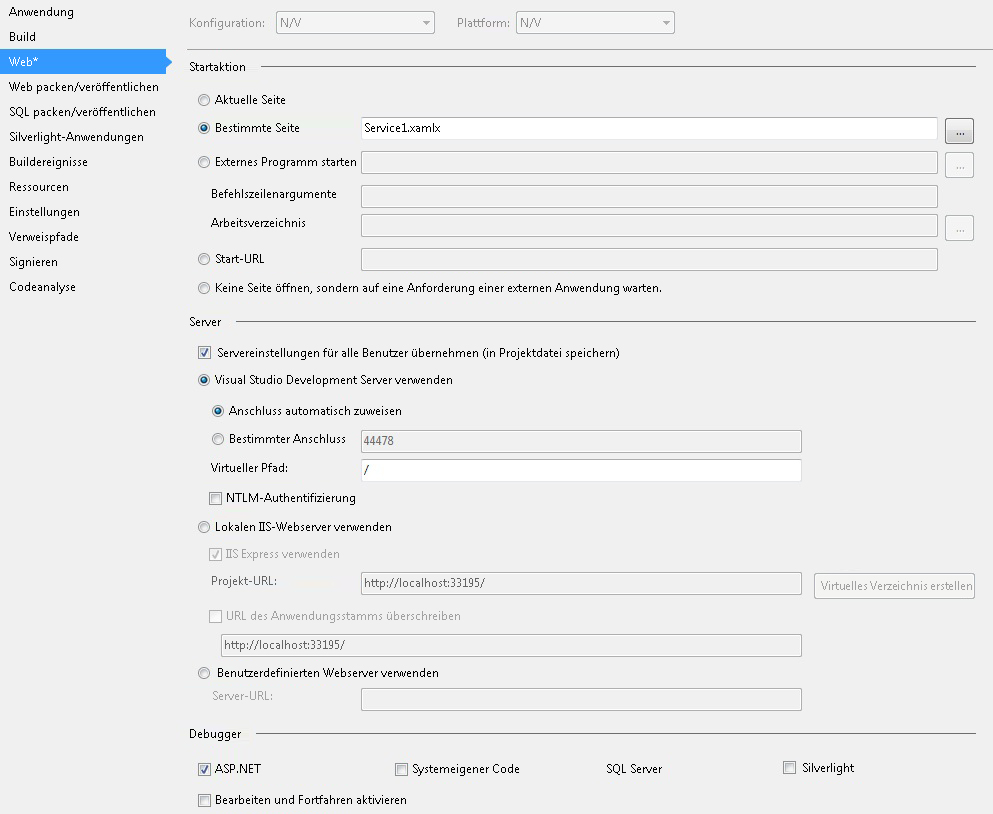 Anwendung
Build
Web*
Web packen/veröffentlichen
SQL packen/veröffentlichen
Silverlight-Anwendungen
Buildereignisse
Ressourcen
Einstellungen
Verweispfade
Signieren
Codeanalyse
Konfiguration: N/V Plattform: N/V
Startaktion
Aktuelle Seite
Bestimmte Seite Service1.xamlx ...
Externes Programm starten ...
Befehlszeilenargumente
Arbeitsverzeichnis ...
Start-URL
Keine Seite öffnen, sondern auf eine Anforderung einer externen Anwendung warten.
Server
Servereinstellungen für alle Benutzer übernehmen (in Projektdatei speichern)
Visual Studio Development Server verwenden
Anschluss automatisch zuweisen
Bestimmter Anschluss 44478
Virtueller Pfad: /
NTLM-Authentifizierung
Lokalen IIS-Webserver verwenden
IIS Express verwenden
Projekt-URL: http://localhost:33195/ Virtuelles Verzeichnis erstellen
URL des Anwendungsstamms überschreiben
http://localhost:33195/
Benutzerdefinierten Webserver verwenden
Server-URL:
Debugger
ASP.NET Systemeigener Code SQL Server Silverlight
Bearbeiten und Fortfahren aktivieren